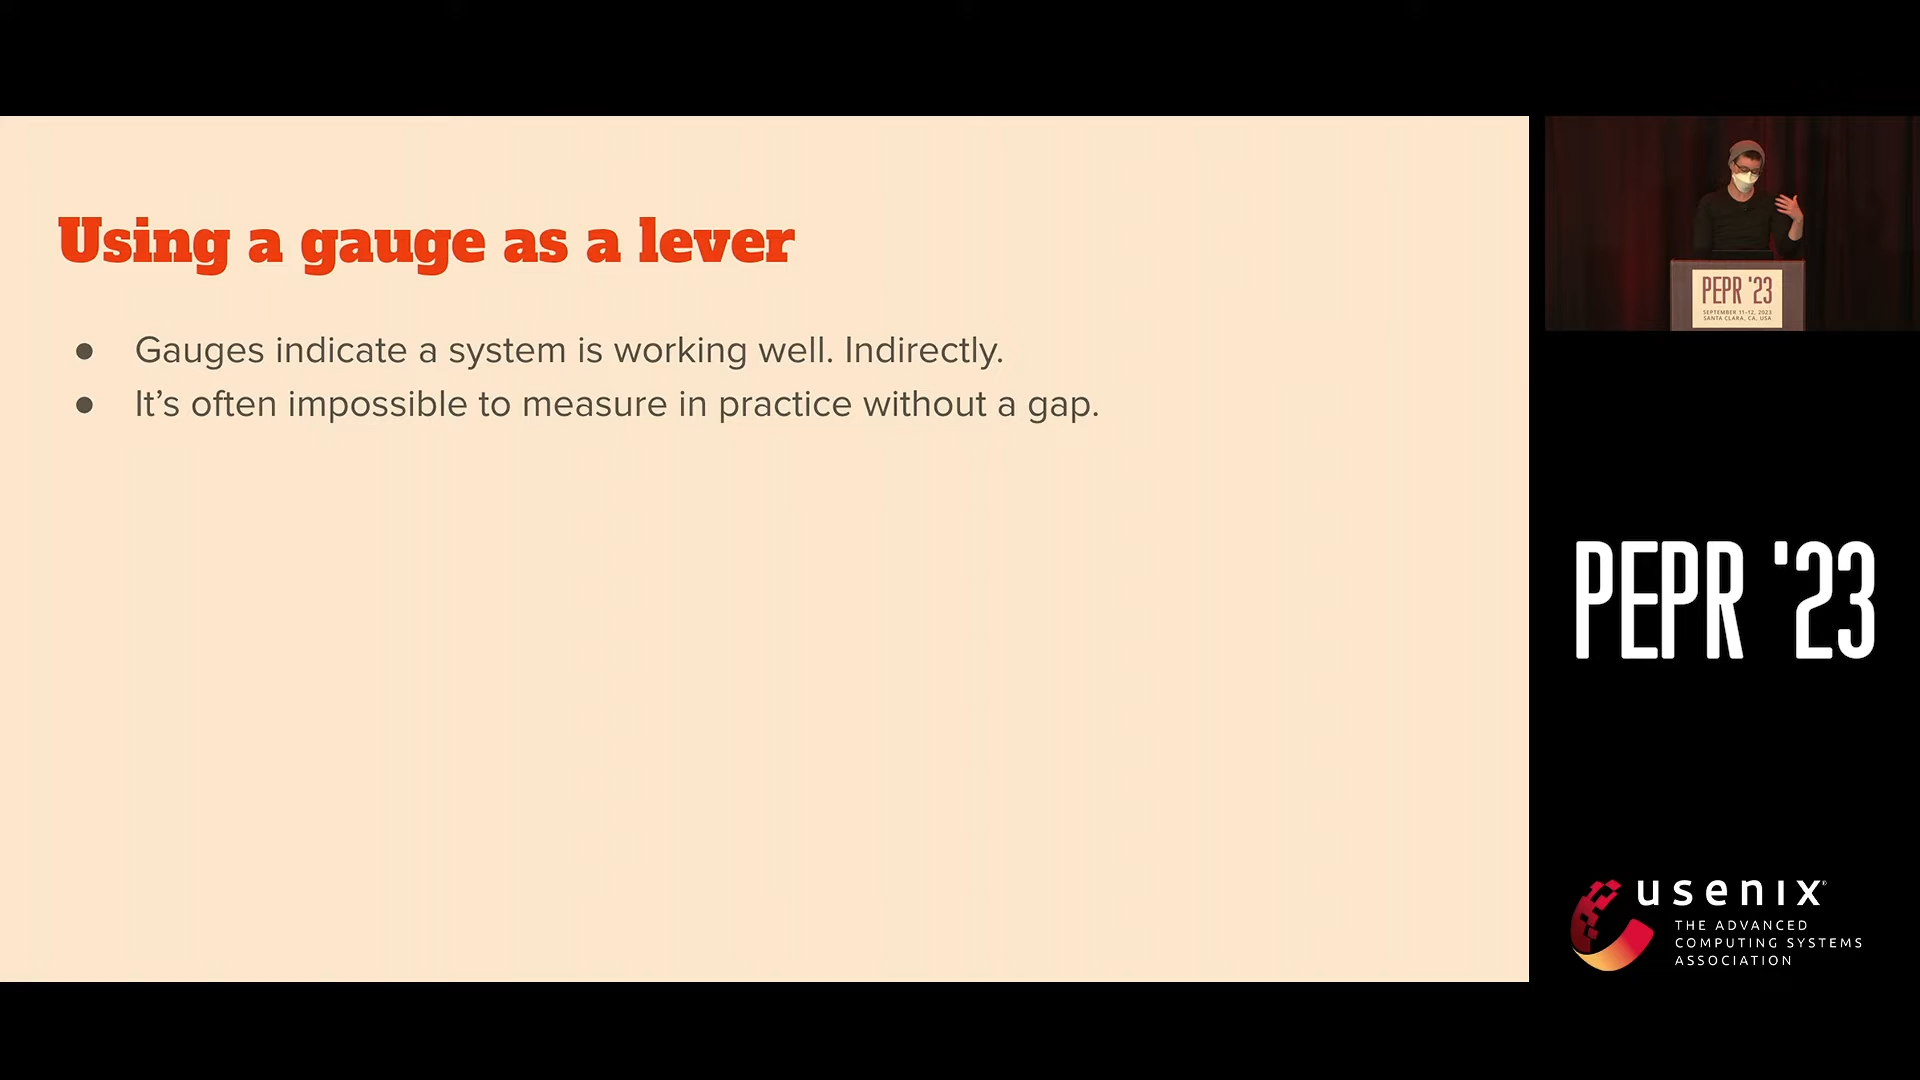 Using a gauge as a lever
● Gauges indicate a system is working well. Indirectly.
● It’s often impossible to measure in practice without a gap.
PEPR '23
SEPTEMBER 11–12, 2023
SANTA CLARA, CA, USA
PEPR '23
usenix®
THE ADVANCED
COMPUTING SYSTEMS
ASSOCIATION